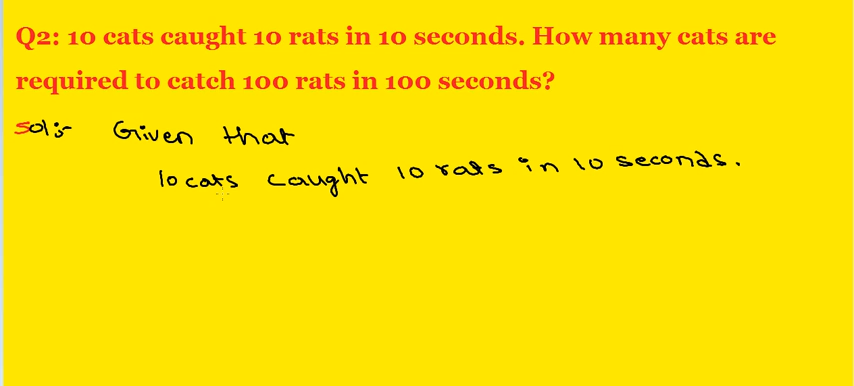 Q2: 10 cats caught 10 rats in 10 seconds. How many cats are
required to catch 100 rats in 100 seconds?
Sol:- Given that
10 cats caught 10 rats in 10 seconds.